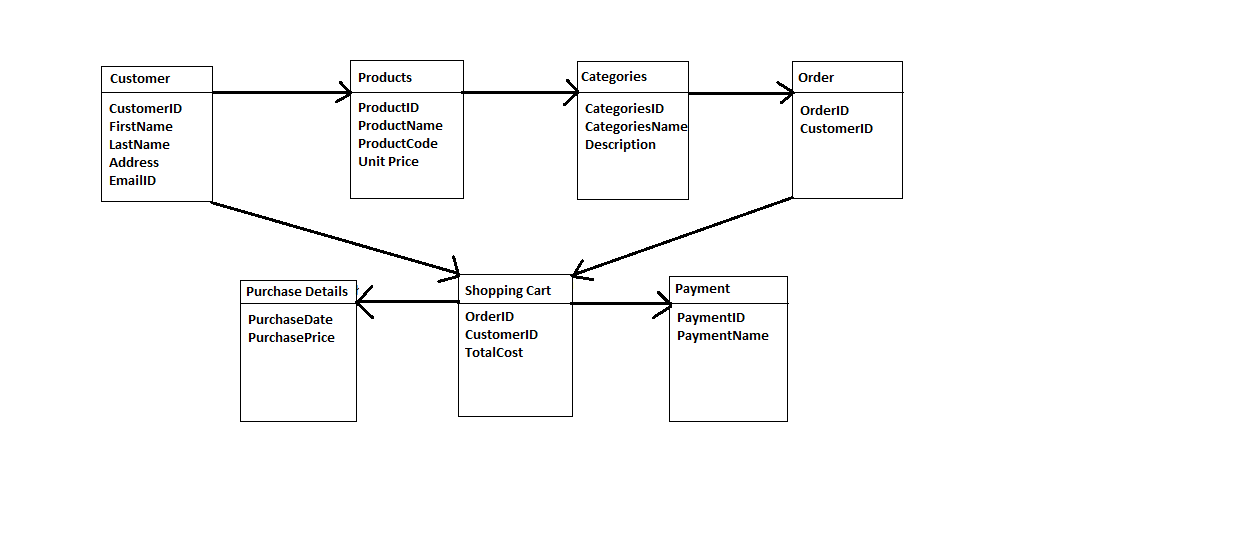 Customer
CustomerID
FirstName
LastName
Address
EmailID
Products
ProductID
ProductName
ProductCode
Unit Price
Categories
CategoriesID
CategoriesName
Description
Order
OrderID
CustomerID
Purchase Details
PurchaseDate
PurchasePrice
Shopping Cart
OrderID
CustomerID
TotalCost
Payment
PaymentID
PaymentName